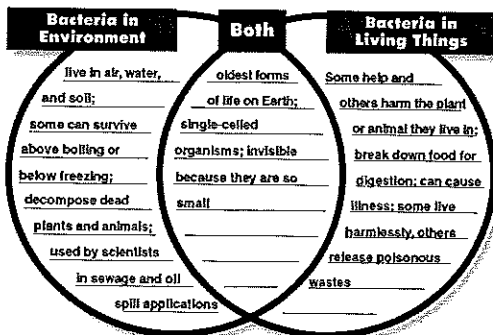 Bacteria in
Environment
live in air, water,
and soil;
some can survive
above boiling or
below freezing;
decompose dead
plants and animals;
used by scientists
in sewage and oil
spill applications
Both
oldest forms
of life on Earth;
single-celled
organisms; invisible
because they are so
small
Bacteria in
Living Things
Some help and
others harm the plant
or animal they live in;
break down food for
digestion; can cause
illness; some live
harmlessly, others
release poisonous
wastes